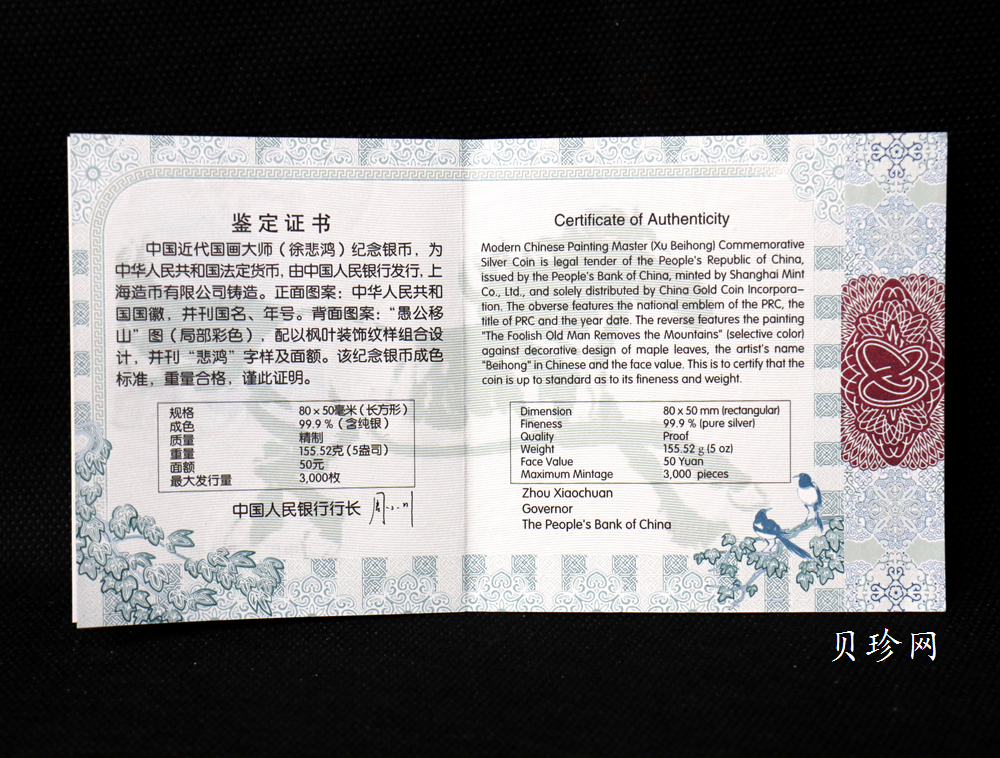 鉴定证书
中国近代国画大师（徐悲鸿）纪念银币，为
中华人民共和国法定货币，由中国人民银行发行，上
海造币有限公司铸造。正面图案：中华人民共和
国国徽，并刊国名、年号。背面图案：“愚公移
山”图（局部彩色），配以枫叶装饰纹样组合设
计，并刊“悲鸿”字样及面额。该纪念银币成色
标准，重量合格，谨此证明。
规格 80×50毫米（长方形）
成色 99.9％（含纯银）
质量 精制
重量 155.52克（5盎司）
面额 50元
最大发行量 3,000枚
中国人民银行行长
Certificate of Authenticity
Modern Chinese Painting Master (Xu Beihong) Commemorative
Silver Coin is legal tender of the People's Republic of China,
issued by the People's Bank of China, minted by Shanghai Mint
Co., Ltd., and solely distributed by China Gold Coin Incorpora-
tion. The obverse features the national emblem of the PRC, the
title of PRC and the year date. The reverse features the painting
"The Foolish Old Man Removes the Mountains" (selective color)
against decorative design of maple leaves, the artist's name
"Beihong" in Chinese and the face value. This is to certify that the
coin is up to standard as to its fineness and weight.
Dimension 80 x 50 mm (rectangular)
Fineness 99.9 % (pure silver)
Quality Proof
Weight 155.52 g (5 oz)
Face Value 50 Yuan
Maximum Mintage 3,000 pieces
Zhou Xiaochuan
Governor
The People's Bank of China
贝珍网